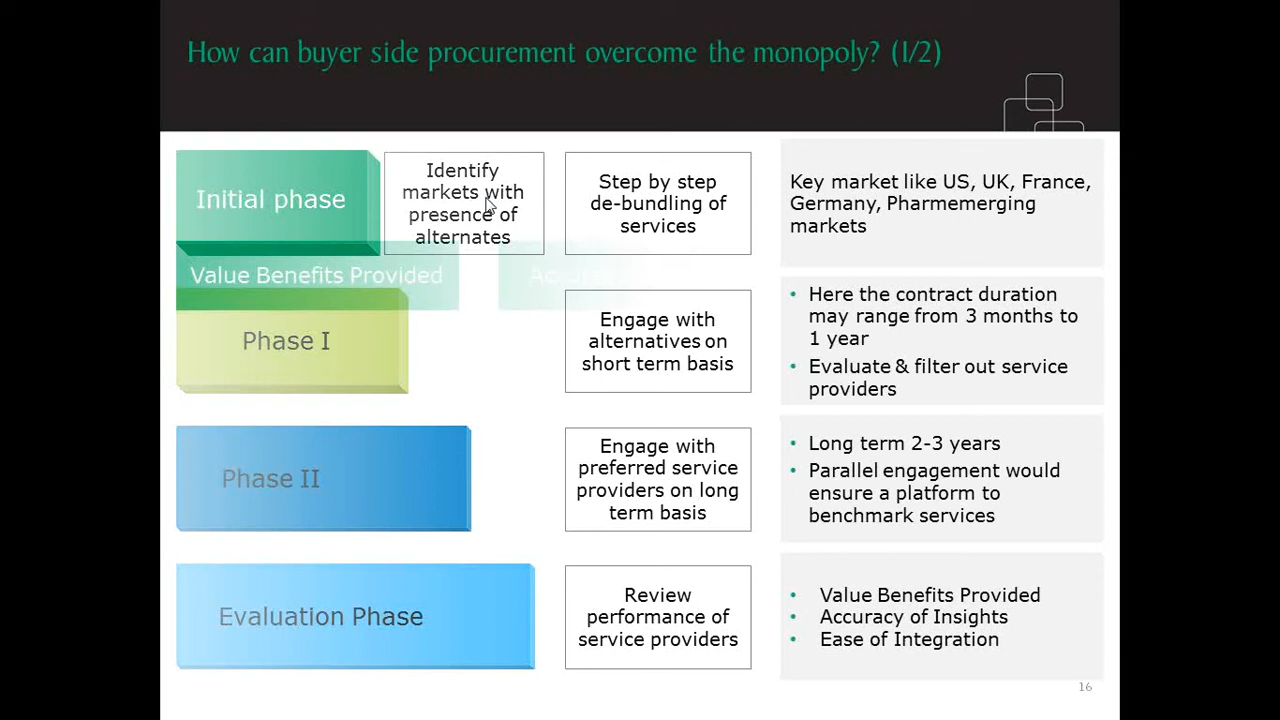 How can buyer side procurement overcome the monopoly? (1/2)
Initial phase
Identify
markets with
presence of
alternates
Step by step
de-bundling of
services
Key market like US, UK, France,
Germany, Pharmemerging
markets
Value Benefits Provided
Phase I
Engage with
alternatives on
short term basis
• Here the contract duration
may range from 3 months to
1 year
• Evaluate & filter out service
providers
Phase II
Engage with
preferred service
providers on long
term basis
• Long term 2-3 years
• Parallel engagement would
ensure a platform to
benchmark services
Evaluation Phase
Review
performance of
service providers
• Value Benefits Provided
• Accuracy of Insights
• Ease of Integration
16